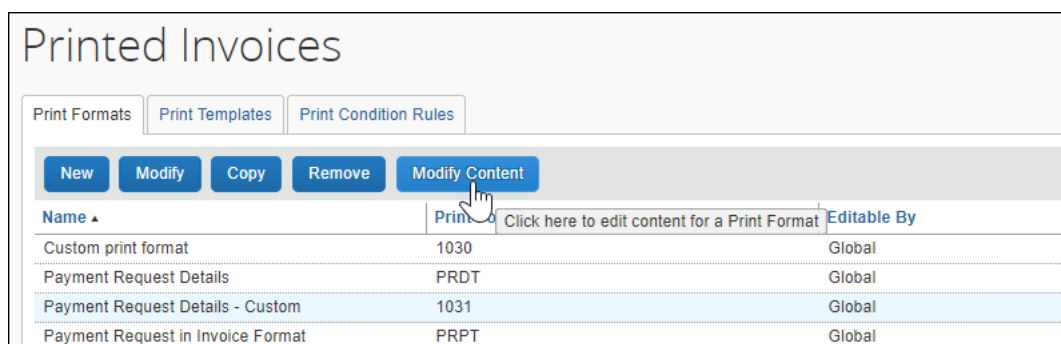 Printed Invoices
Print Formats Print Templates Print Condition Rules
New Modify Copy Remove Modify Content
Name Print Editable By
Click here to edit content for a Print Format
Custom print format 1030 Global
Payment Request Details PRDT Global
Payment Request Details - Custom 1031 Global
Payment Request in Invoice Format PRPT Global